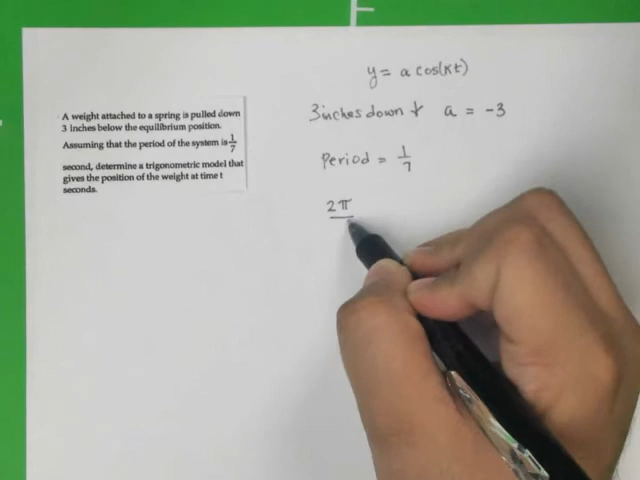 A weight attached to a spring is pulled down
3 inches below the equilibrium position.
Assuming that the period of the system is 1/7
second, determine a trigonometric model that
gives the position of the weight at time t
seconds.
y = a cos(kt)
3 inches down ↓ a = -3
Period = 1/7
2π